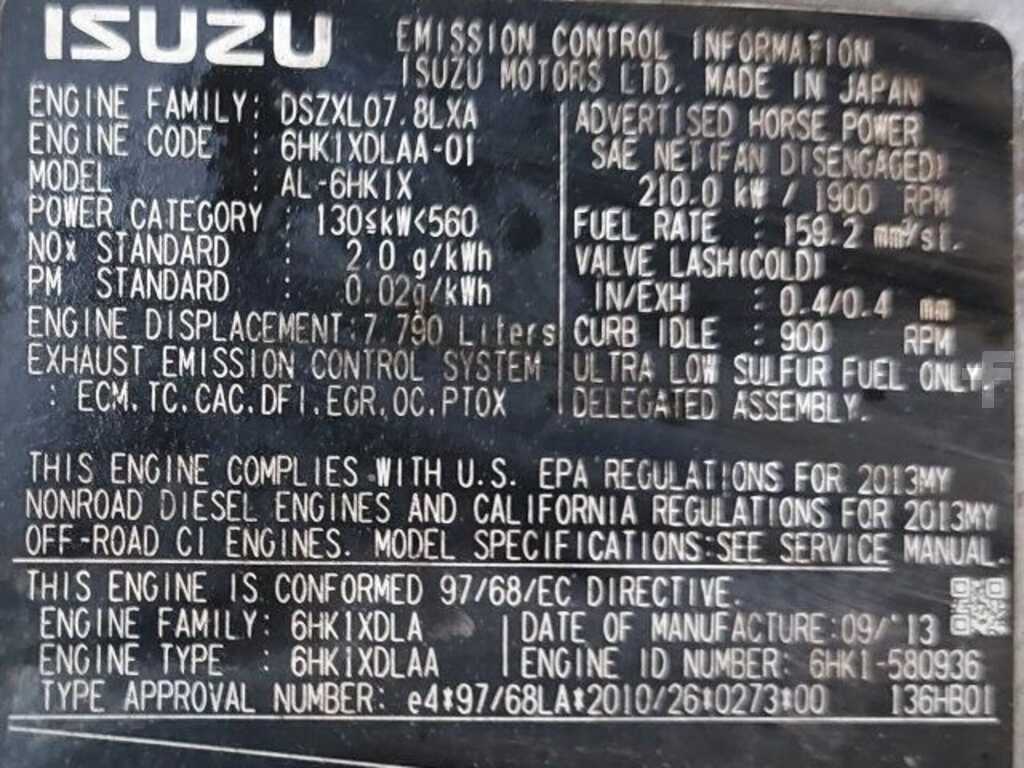 ISUZU
EMISSION CONTROL INFORMATION
ISUZU MOTORS LTD. MADE IN JAPAN
ENGINE FAMILY: DSZXL07.8LXA
ENGINE CODE : 6HK1XDLAA-01
MODEL : AL-6HK1X
POWER CATEGORY : 130≤kW<560
NOx STANDARD : 2.0 g/kWh
PM STANDARD : 0.02g/kWh
ENGINE DISPLACEMENT:7.790 Liters
EXHAUST EMISSION CONTROL SYSTEM
: ECM,TC,CAC,DFI,EGR,OC,PTOX
ADVERTISED HORSE POWER
SAE NET(FAN DISENGAGED)
210.0 kW / 1900 RPM
FUEL RATE : 159.2 mm³/st.
VALVE LASH(COLD)
IN/EXH : 0.4/0.4 mm
CURB IDLE : 900 RPM
ULTRA LOW SULFUR FUEL ONLY.
DELEGATED ASSEMBLY.
THIS ENGINE COMPLIES WITH U.S. EPA REGULATIONS FOR 2013MY
NONROAD DIESEL ENGINES AND CALIFORNIA REGULATIONS FOR 2013MY
OFF-ROAD CI ENGINES. MODEL SPECIFICATIONS:SEE SERVICE MANUAL.
THIS ENGINE IS CONFORMED 97/68/EC DIRECTIVE.
ENGINE FAMILY: 6HK1XDLA
ENGINE TYPE : 6HK1XDLAA
DATE OF MANUFACTURE:09/'13
ENGINE ID NUMBER: 6HK1-580936
TYPE APPROVAL NUMBER: e4*97/68LA*2010/26*0273*00 136HB01